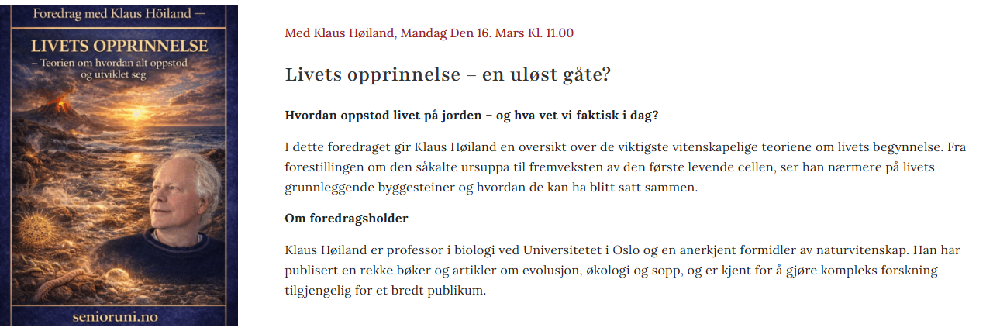 Foredrag med Klaus Höiland —
LIVETS OPPRINNELSE
– Teorien om hvordan alt oppstod
og utviklet seg
senioruni.no
Med Klaus Høiland, Mandag Den 16. Mars Kl. 11.00
Livets opprinnelse – en uløst gåte?
Hvordan oppstod livet på jorden – og hva vet vi faktisk i dag?
I dette foredraget gir Klaus Høiland en oversikt over de viktigste vitenskapelige teoriene om livets begynnelse. Fra
forestillingen om den såkalte ursuppa til fremveksten av den første levende cellen, ser han nærmere på livets
grunnleggende byggesteiner og hvordan de kan ha blitt satt sammen.
Om foredragsholder
Klaus Høiland er professor i biologi ved Universitetet i Oslo og en anerkjent formidler av naturvitenskap. Han har
publisert en rekke bøker og artikler om evolusjon, økologi og sopp, og er kjent for å gjøre kompleks forskning
tilgjengelig for et bredt publikum.